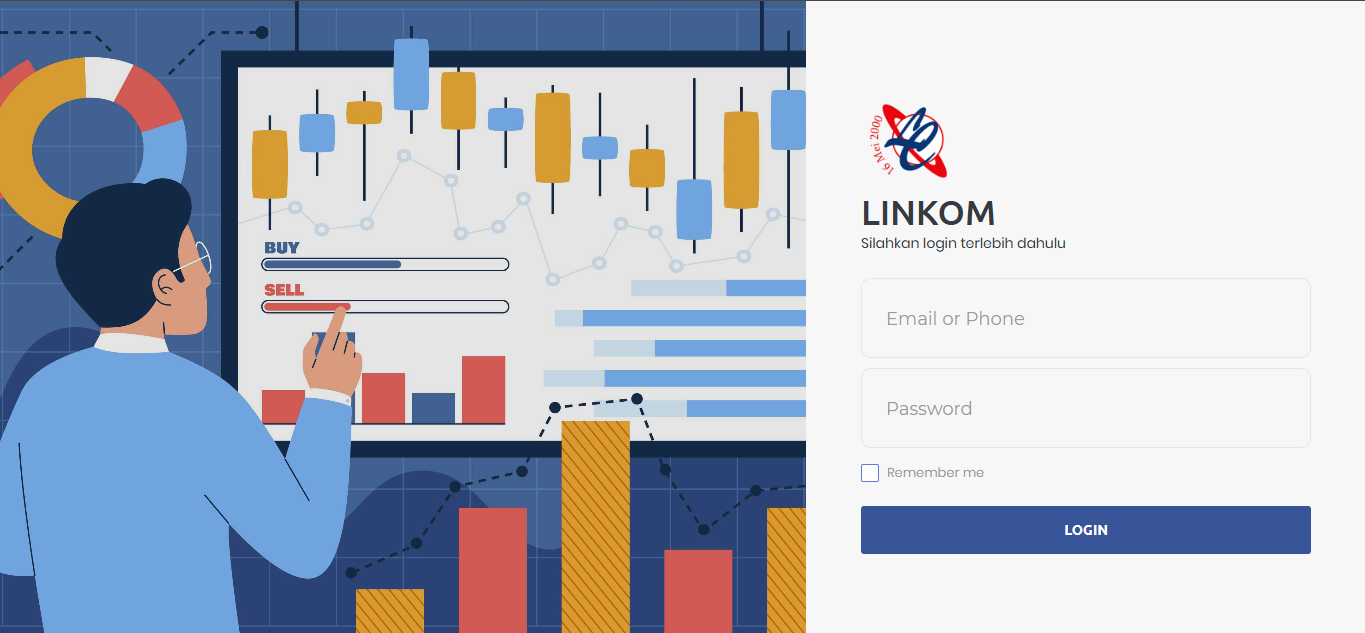 BUY
SELL
16 Mei 2000
LINKOM
Silahkan login terlebih dahulu
Email or Phone
Password
Remember me
LOGIN